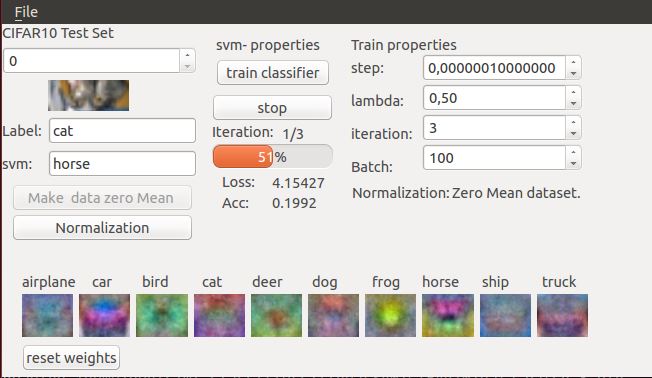 File
CIFAR10 Test Set
0
Label: cat
svm: horse
Make data zero Mean
Normalization
svm- properties
train classifier
stop
Iteration: 1/3
51%
Loss: 4.15427
Acc: 0.1992
Train properties
step: 0,00000010000000
lambda: 0,50
iteration: 3
Batch: 100
Normalization: Zero Mean dataset.
airplane car bird cat deer dog frog horse ship truck
reset weights